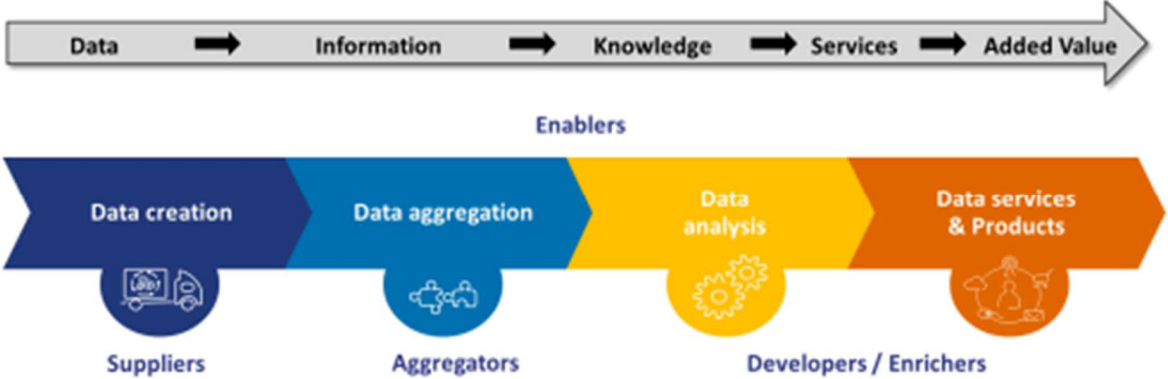 Data Information Knowledge Services Added Value
Enablers
Data creation
Data aggregation
Data
analysis
Data services
& Products
Suppliers
Aggregators
Developers / Enrichers